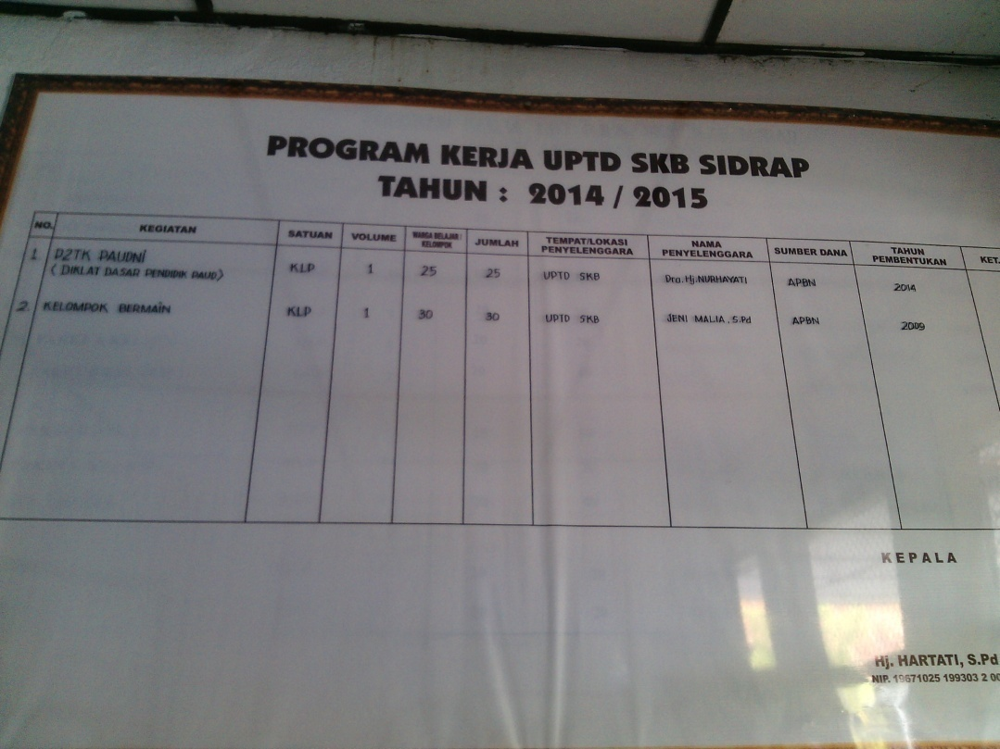 PROGRAM KERJA UPTD SKB SIDRAP
TAHUN : 2014 / 2015
NO. KEGIATAN SATUAN VOLUME WARGA BELAJAR / KELOMPOK JUMLAH TEMPAT/LOKASI PENYELENGGARA NAMA PENYELENGGARA SUMBER DANA TAHUN PEMBENTUKAN KET.
1. P2TK PAUDNI KLP 1 25 25 UPTD SKB Dra. Hj. NURHAYATI APBN 2014
( DIKLAT DASAR PENDIDIK PAUD)
2. KELOMPOK BERMAIN KLP 1 30 30 UPTD SKB JENI MALIA, S.Pd APBN 2009
KEPALA
Hj. HARTATI, S.Pd
NIP. 19671025 199303 2 00